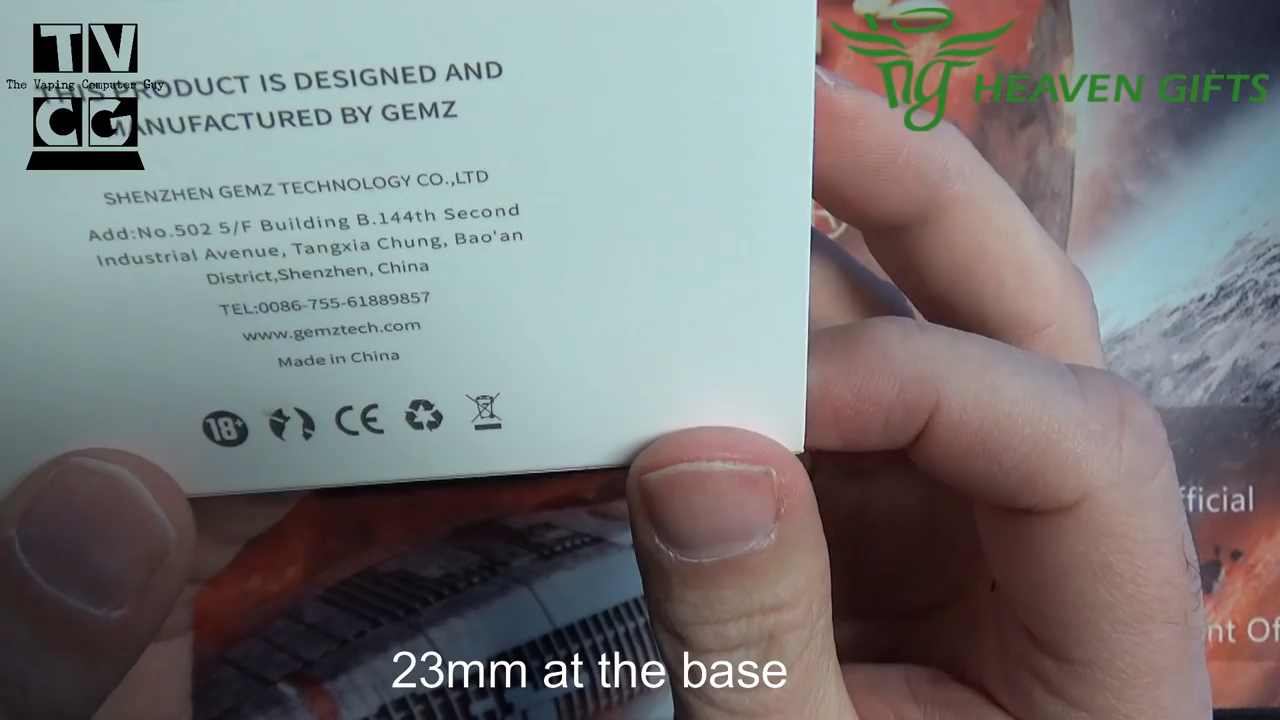 TV
The Vaping Computer Guy
CG
HEAVEN GIFTS
THIS PRODUCT IS DESIGNED AND
MANUFACTURED BY GEMZ
SHENZHEN GEMZ TECHNOLOGY CO.,LTD
Add:No.502 5/F Building B.144th Second
Industrial Avenue, Tangxia Chung, Bao'an
District,Shenzhen, China
TEL:0086-755-61889857
www.gemztech.com
Made in China
18+ CE
fficial
nt Of
23mm at the base